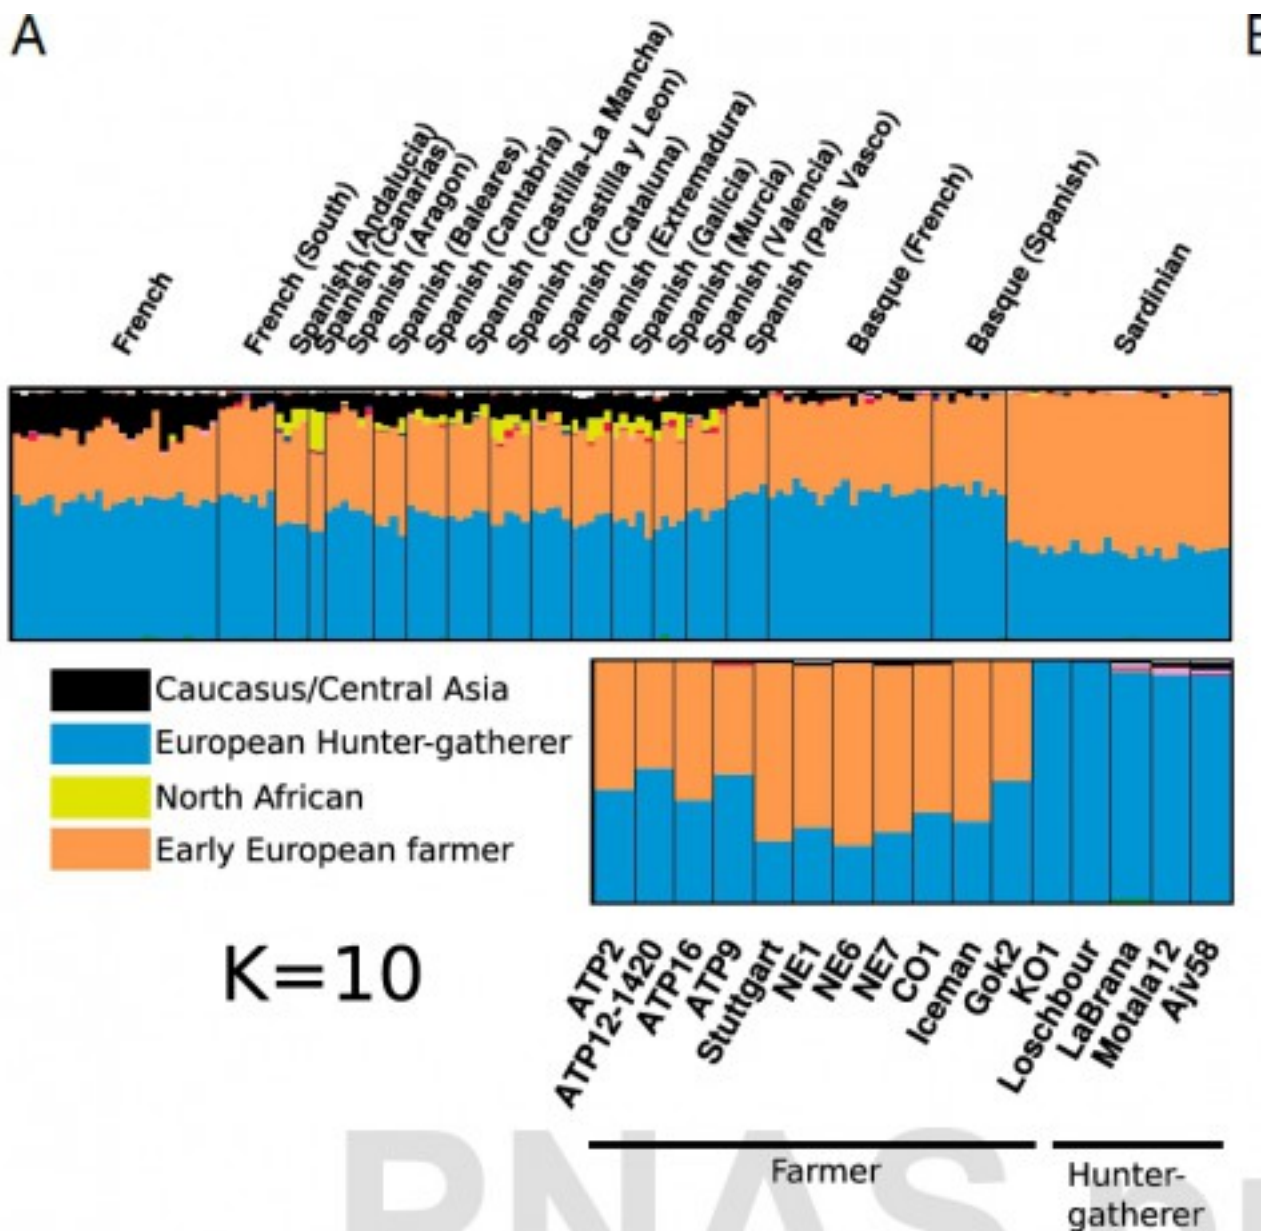 A
French
French (South)
Spanish (Andalucia)
Spanish (Canarias)
Spanish (Aragon)
Spanish (Baleares)
Spanish (Cantabria)
Spanish (Castilla-La Mancha)
Spanish (Castilla y Leon)
Spanish (Cataluna)
Spanish (Extremadura)
Spanish (Galicia)
Spanish (Murcia)
Spanish (Valencia)
Spanish (Pais Vasco)
Basque (French)
Basque (Spanish)
Sardinian
Caucasus/Central Asia
European Hunter-gatherer
North African
Early European farmer
K=10
ATP2
ATP12-1420
ATP16
ATP9
Stuttgart
NE1
NE6
NE7
CO1
Iceman
Gok2
KO1
Loschbour
LaBrana
Motala12
Ajv58
Farmer
Hunter-
gatherer
PNAS